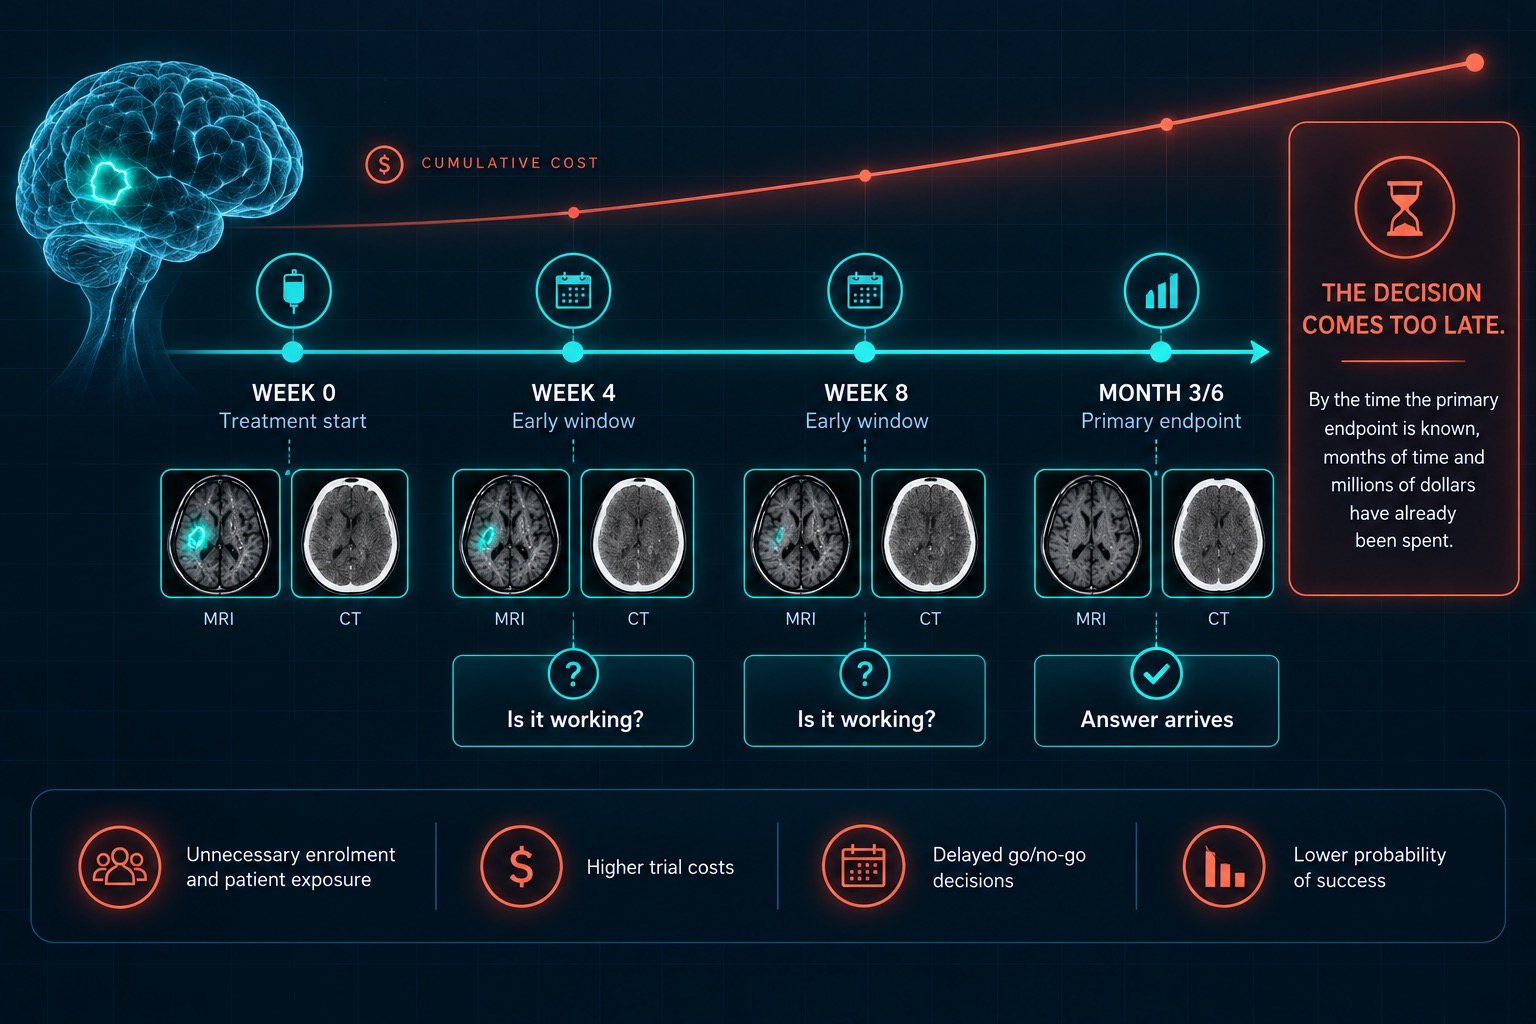 $ CUMULATIVE COST
THE DECISION
COMES TOO LATE.
By the time the primary
endpoint is known,
months of time and
millions of dollars
have already
been spent.
WEEK 0
Treatment start
WEEK 4
Early window
WEEK 8
Early window
MONTH 3/6
Primary endpoint
MRI
CT
MRI
CT
MRI
CT
MRI
CT
?
Is it working?
?
Is it working?
Answer arrives
Unnecessary enrolment
and patient exposure
$
Higher trial costs
Delayed go/no-go
decisions
Lower probability
of success